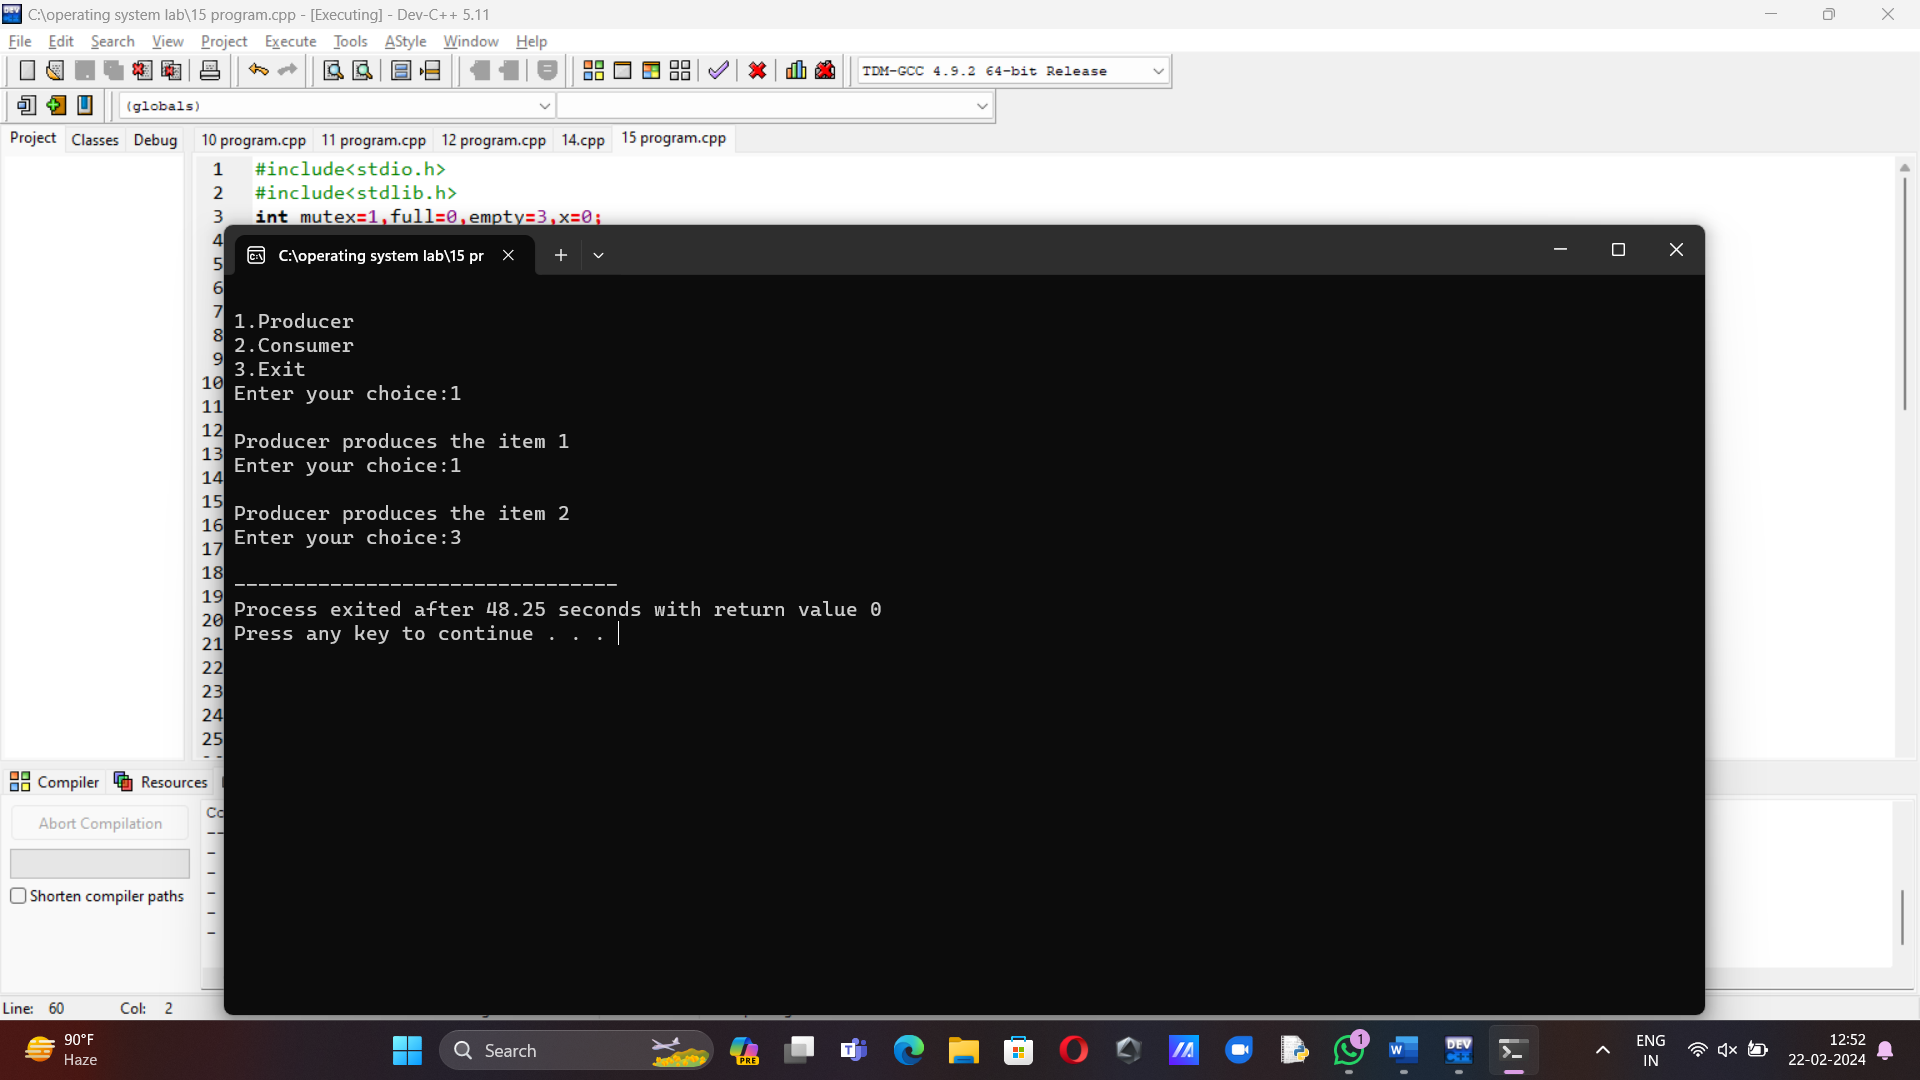 C:\operating system lab\15 program.cpp - [Executing] - Dev-C++ 5.11
File Edit Search View Project Execute Tools AStyle Window Help
TDM-GCC 4.9.2 64-bit Release
(globals)
Project Classes Debug 10 program.cpp 11 program.cpp 12 program.cpp 14.cpp 15 program.cpp
1 #include<stdio.h>
2 #include<stdlib.h>
3 int mutex=1,full=0,empty=3,x=0;
4
5
6
7
8
9
10
11
12
13
14
15
16
17
18
19
20
21
22
23
24
25
C:\operating system lab\15 pr
1.Producer
2.Consumer
3.Exit
Enter your choice:1
Producer produces the item 1
Enter your choice:1
Producer produces the item 2
Enter your choice:3
--------------------------------
Process exited after 48.25 seconds with return value 0
Press any key to continue . . .
Compiler Resources
Abort Compilation
Shorten compiler paths
Line: 60 Col: 2
90°F
Haze
Search
PRE
DEV
C++
1
ENG
IN
12:52
22-02-2024